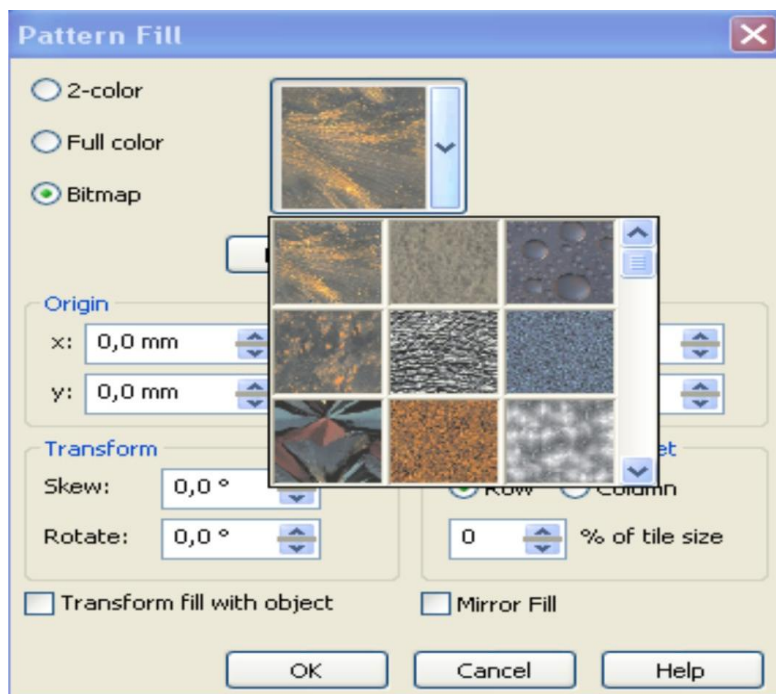 Pattern Fill
2-color
Full color
Bitmap
Origin
x: 0,0 mm
y: 0,0 mm
Transform
Skew: 0,0 °
Row Column
Rotate: 0,0 °
0 % of tile size
Transform fill with object
Mirror Fill
OK Cancel Help